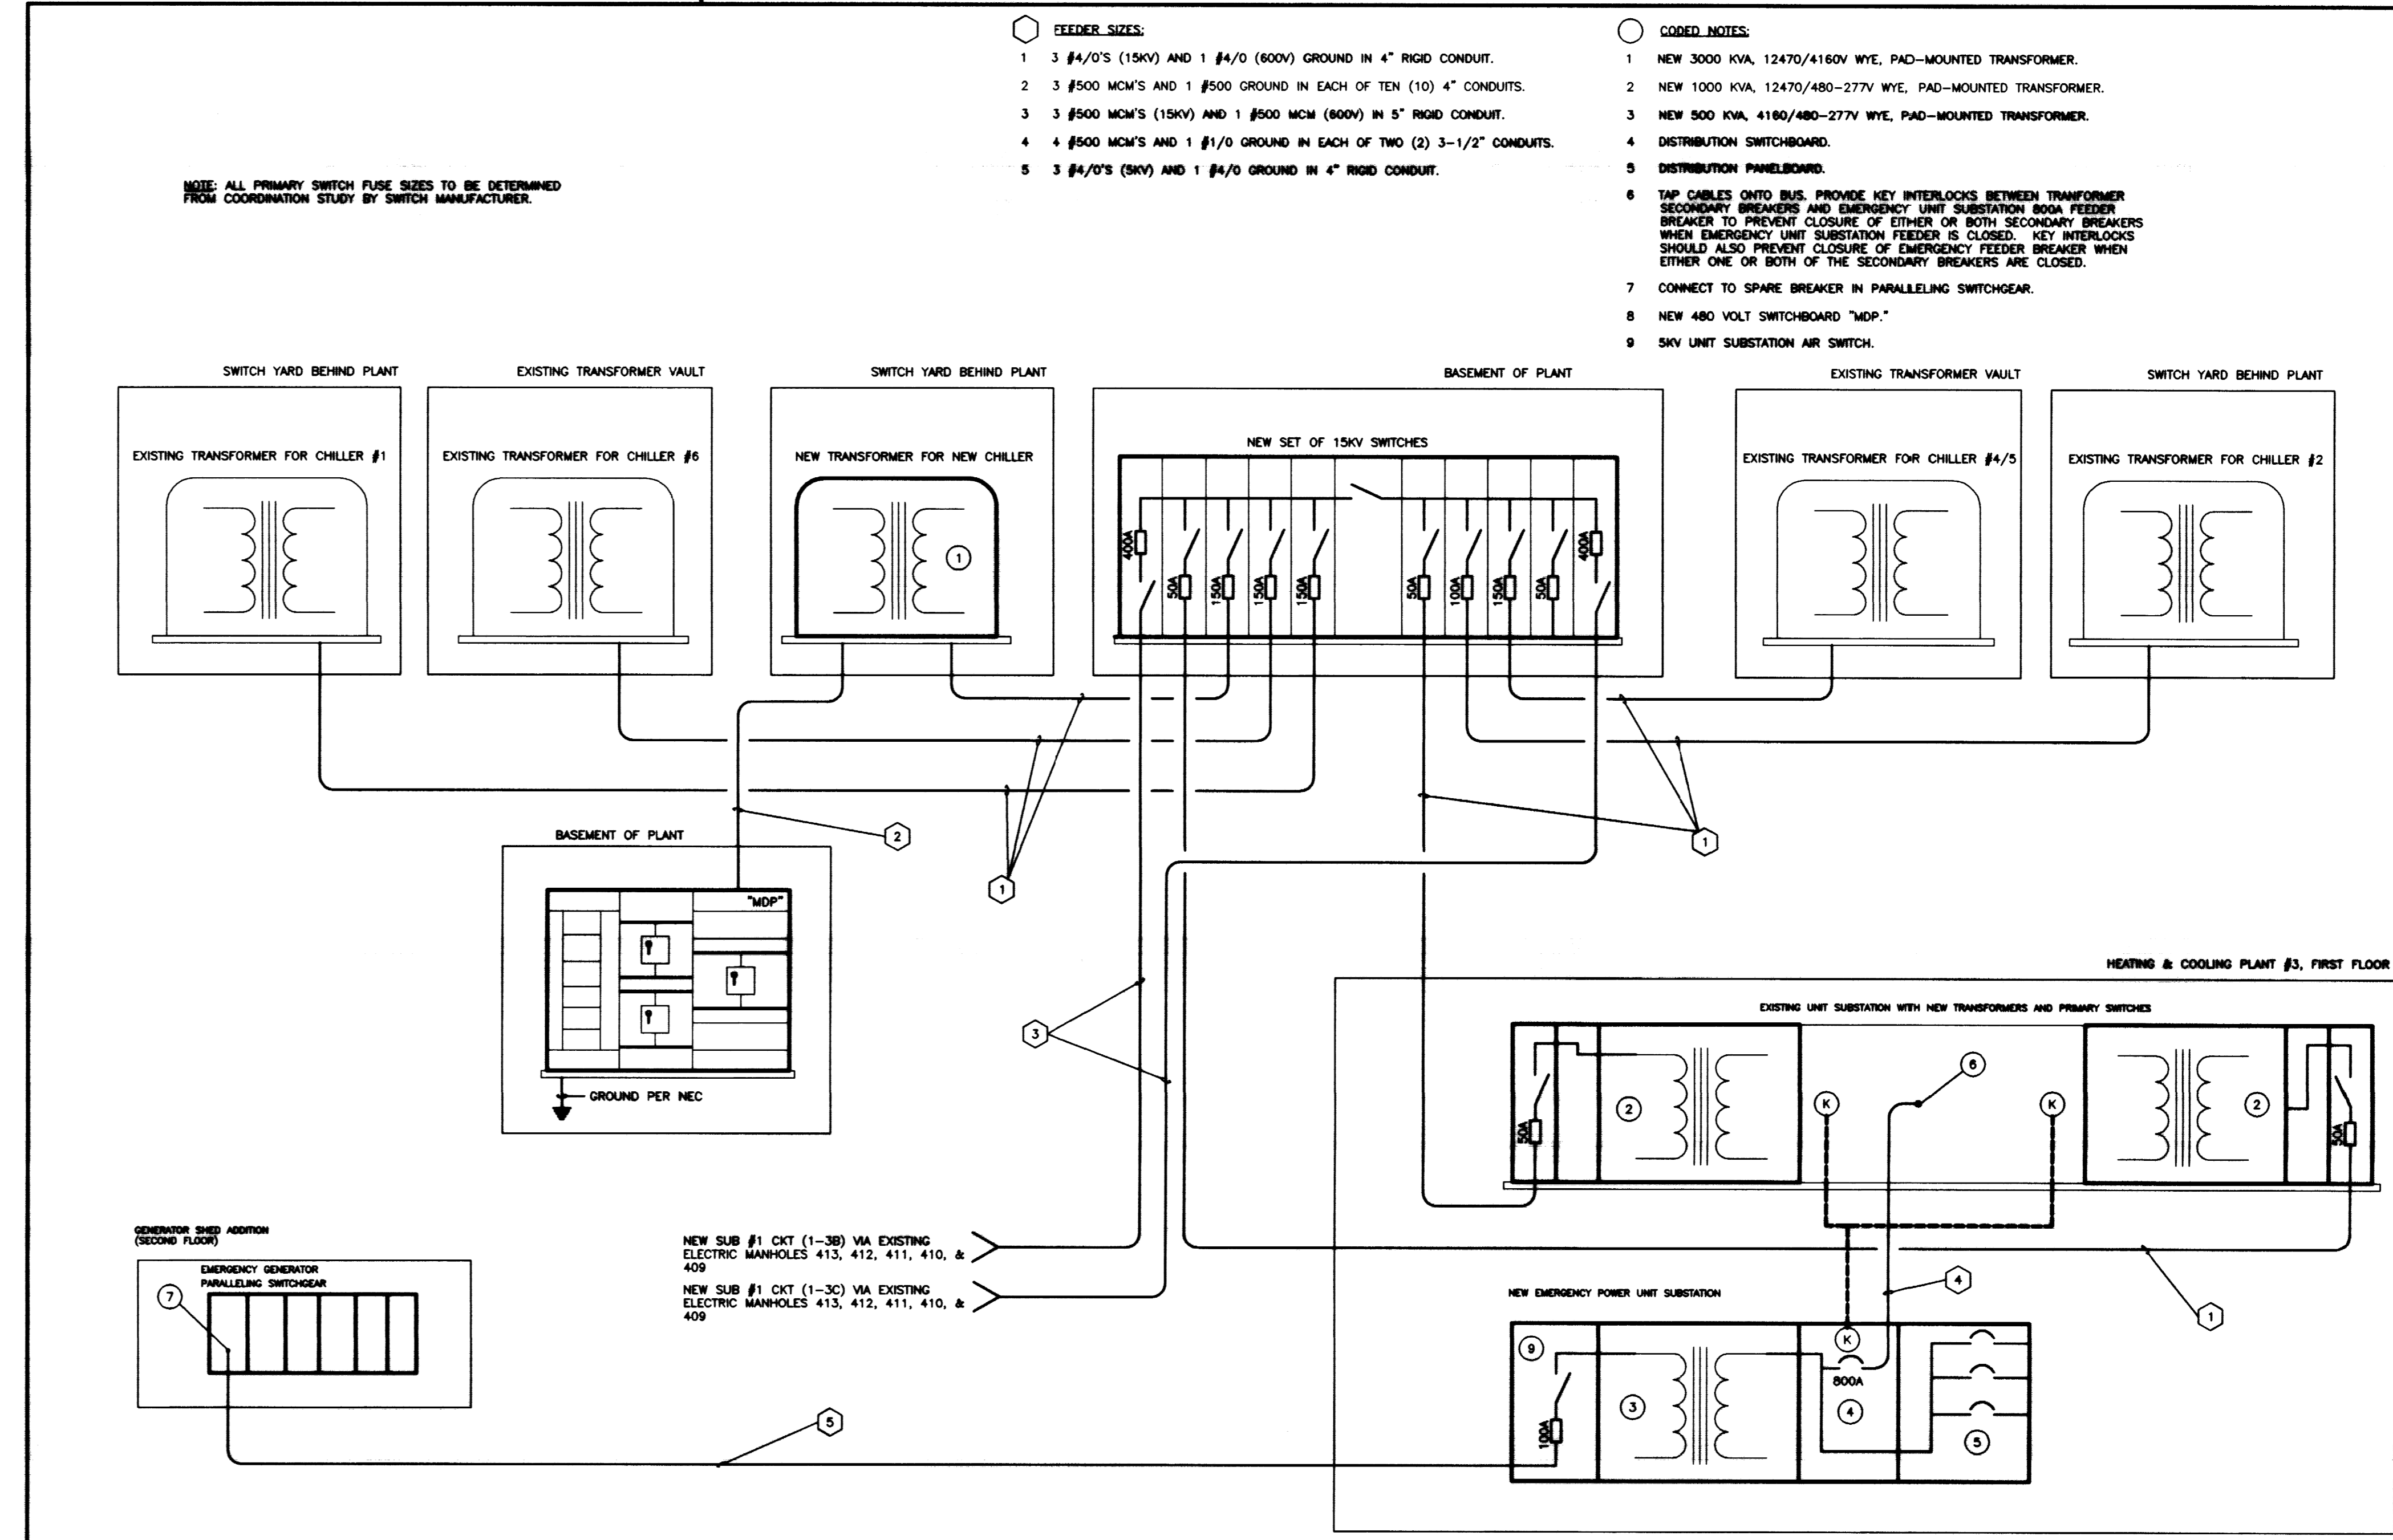 FEEDER SIZES:
1 3 #4/0'S (15KV) AND 1 #4/0 (600V) GROUND IN 4" RIGID CONDUIT.
2 3 #500 MCM'S AND 1 #500 GROUND IN EACH OF TEN (10) 4" CONDUITS.
3 3 #500 MCM'S (15KV) AND 1 #500 MCM (600V) IN 5" RIGID CONDUIT.
4 4 #500 MCM'S AND 1 #1/0 GROUND IN EACH OF TWO (2) 3-1/2" CONDUITS.
5 3 #4/0'S (5KV) AND 1 #4/0 GROUND IN 4" RIGID CONDUIT.
CODED NOTES:
1 NEW 3000 KVA, 12470/4160V WYE, PAD-MOUNTED TRANSFORMER.
2 NEW 1000 KVA, 12470/480-277V WYE, PAD-MOUNTED TRANSFORMER.
3 NEW 500 KVA, 4160/480-277V WYE, PAD-MOUNTED TRANSFORMER.
4 DISTRIBUTION SWITCHBOARD.
5 DISTRIBUTION PANELBOARD.
6 TAP CABLES ONTO BUS. PROVIDE KEY INTERLOCKS BETWEEN TRANFORMER
SECONDARY BREAKERS AND EMERGENCY UNIT SUBSTATION 800A FEEDER
BREAKER TO PREVENT CLOSURE OF EITHER OR BOTH SECONDARY BREAKERS
WHEN EMERGENCY UNIT SUBSTATION FEEDER IS CLOSED. KEY INTERLOCKS
SHOULD ALSO PREVENT CLOSURE OF EMERGENCY FEEDER BREAKER WHEN
EITHER ONE OR BOTH OF THE SECONDARY BREAKERS ARE CLOSED.
7 CONNECT TO SPARE BREAKER IN PARALLELING SWITCHGEAR.
8 NEW 480 VOLT SWITCHBOARD "MDP."
9 5KV UNIT SUBSTATION AIR SWITCH.
NOTE: ALL PRIMARY SWITCH FUSE SIZES TO BE DETERMINED
FROM COORDINATION STUDY BY SWITCH MANUFACTURER.
SWITCH YARD BEHIND PLANT
EXISTING TRANSFORMER VAULT
SWITCH YARD BEHIND PLANT
BASEMENT OF PLANT
EXISTING TRANSFORMER VAULT
SWITCH YARD BEHIND PLANT
EXISTING TRANSFORMER FOR CHILLER #1
EXISTING TRANSFORMER FOR CHILLER #6
NEW TRANSFORMER FOR NEW CHILLER
NEW SET OF 15KV SWITCHES
EXISTING TRANSFORMER FOR CHILLER #4/5
EXISTING TRANSFORMER FOR CHILLER #2
1
400A
50A
150A
150A
150A
50A
100A
150A
50A
400A
2
1
1
BASEMENT OF PLANT
"MDP"
GROUND PER NEC
3
HEATING & COOLING PLANT #3, FIRST FLOOR
EXISTING UNIT SUBSTATION WITH NEW TRANSFORMERS AND PRIMARY SWITCHES
50A
2
K
6
K
2
50A
GENERATOR SHED ADDITION
(SECOND FLOOR)
EMERGENCY GENERATOR
PARALLELING SWITCHGEAR
7
NEW SUB #1 CKT (1-3B) VIA EXISTING
ELECTRIC MANHOLES 413, 412, 411, 410, &
409
NEW SUB #1 CKT (1-3C) VIA EXISTING
ELECTRIC MANHOLES 413, 412, 411, 410, &
409
4
1
NEW EMERGENCY POWER UNIT SUBSTATION
9
K
800A
3
4
5
100A
5